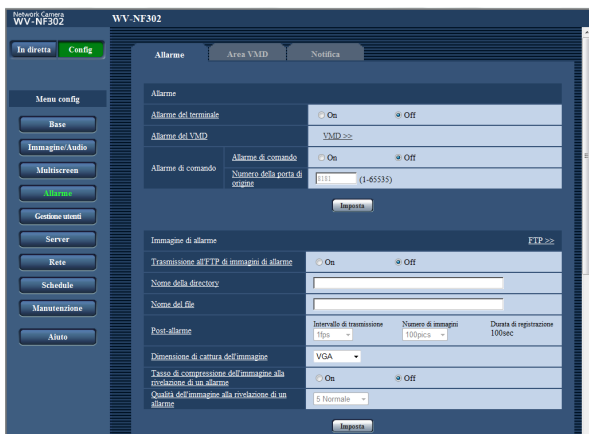 Network Camera
WV-NF302
WV-NF302
In diretta
Config
Menu config
Base
Immagine/Audio
Multiscreen
Allarme
Gestione utenti
Server
Rete
Schedule
Manutenzione
Aiuto
Allarme
Area VMD
Notifica
Allarme
Allarme del terminale
On
Off
Allarme del VMD
VMD >>
Allarme di comando
Allarme di comando
On
Off
Numero della porta di
origine
8181
(1-65535)
Imposta
Immagine di allarme
FTP >>
Trasmissione all'FTP di immagini di allarme
On
Off
Nome della directory
Nome del file
Post-allarme
Intervallo di trasmissione
1fps
Numero di immagini
100pics
Durata di registrazione
100sec
Dimensione di cattura dell'immagine
VGA
Tasso di compressione dell'immagine alla
rivelazione di un allarme
On
Off
Qualità dell'immagine alla rivelazione di un
allarme
5 Normale
Imposta